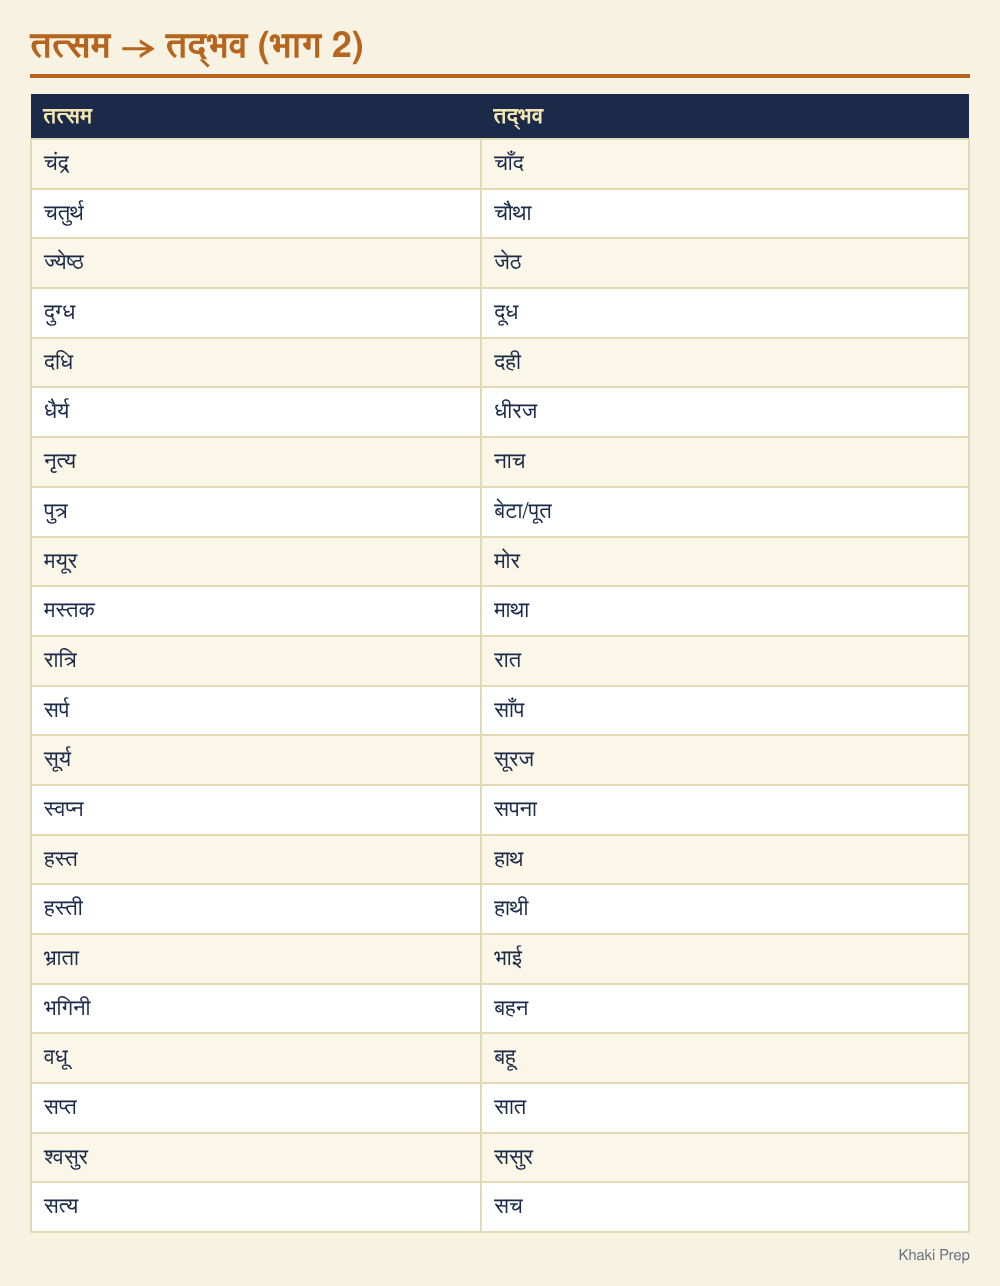 तत्सम → तद्भव (भाग 2)
तत्सम तद्भव
चंद्र चाँद
चतुर्थ चौथा
ज्येष्ठ जेठ
दुग्ध दूध
दधि दही
धैर्य धीरज
नृत्य नाच
पुत्र बेटा/पूत
मयूर मोर
मस्तक माथा
रात्रि रात
सर्प साँप
सूर्य सूरज
स्वप्न सपना
हस्त हाथ
हस्ती हाथी
भ्राता भाई
भगिनी बहन
वधू बहू
सप्त सात
श्वसुर ससुर
सत्य सच
Khaki Prep